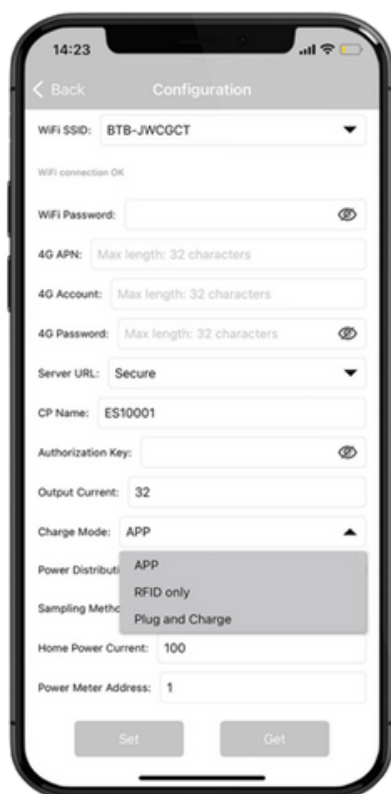 14:23
Back Configuration
WiFi SSID: BTB-JWCGCT
WiFi connection OK
WiFi Password:
4G APN: Max length: 32 characters
4G Account: Max length: 32 characters
4G Password: Max length: 32 characters
Server URL: Secure
CP Name: ES10001
Authorization Key:
Output Current: 32
Charge Mode: APP
Power Distributi
APP
RFID only
Sampling Metho
Plug and Charge
Home Power Current: 100
Power Meter Address: 1
Set Get